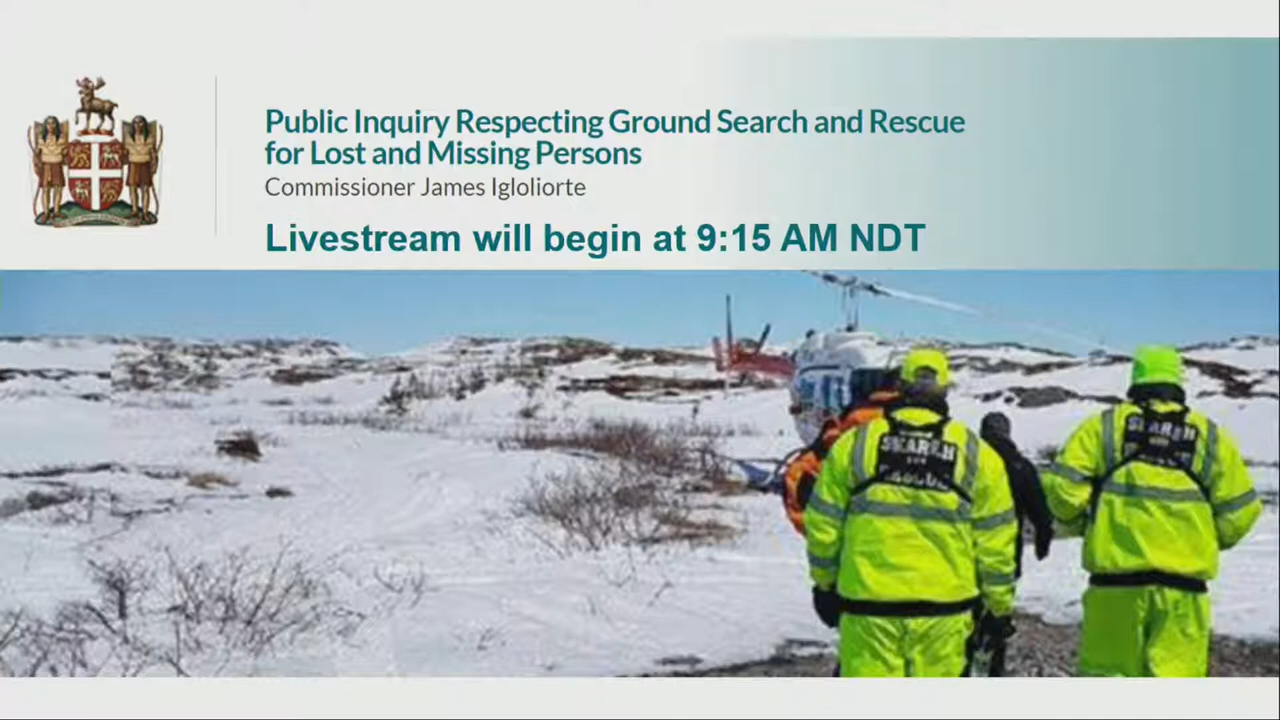 Public Inquiry Respecting Ground Search and Rescue
for Lost and Missing Persons
Commissioner James Igloliorte
Livestream will begin at 9:15 AM NDT
SEARCH
SEARCH